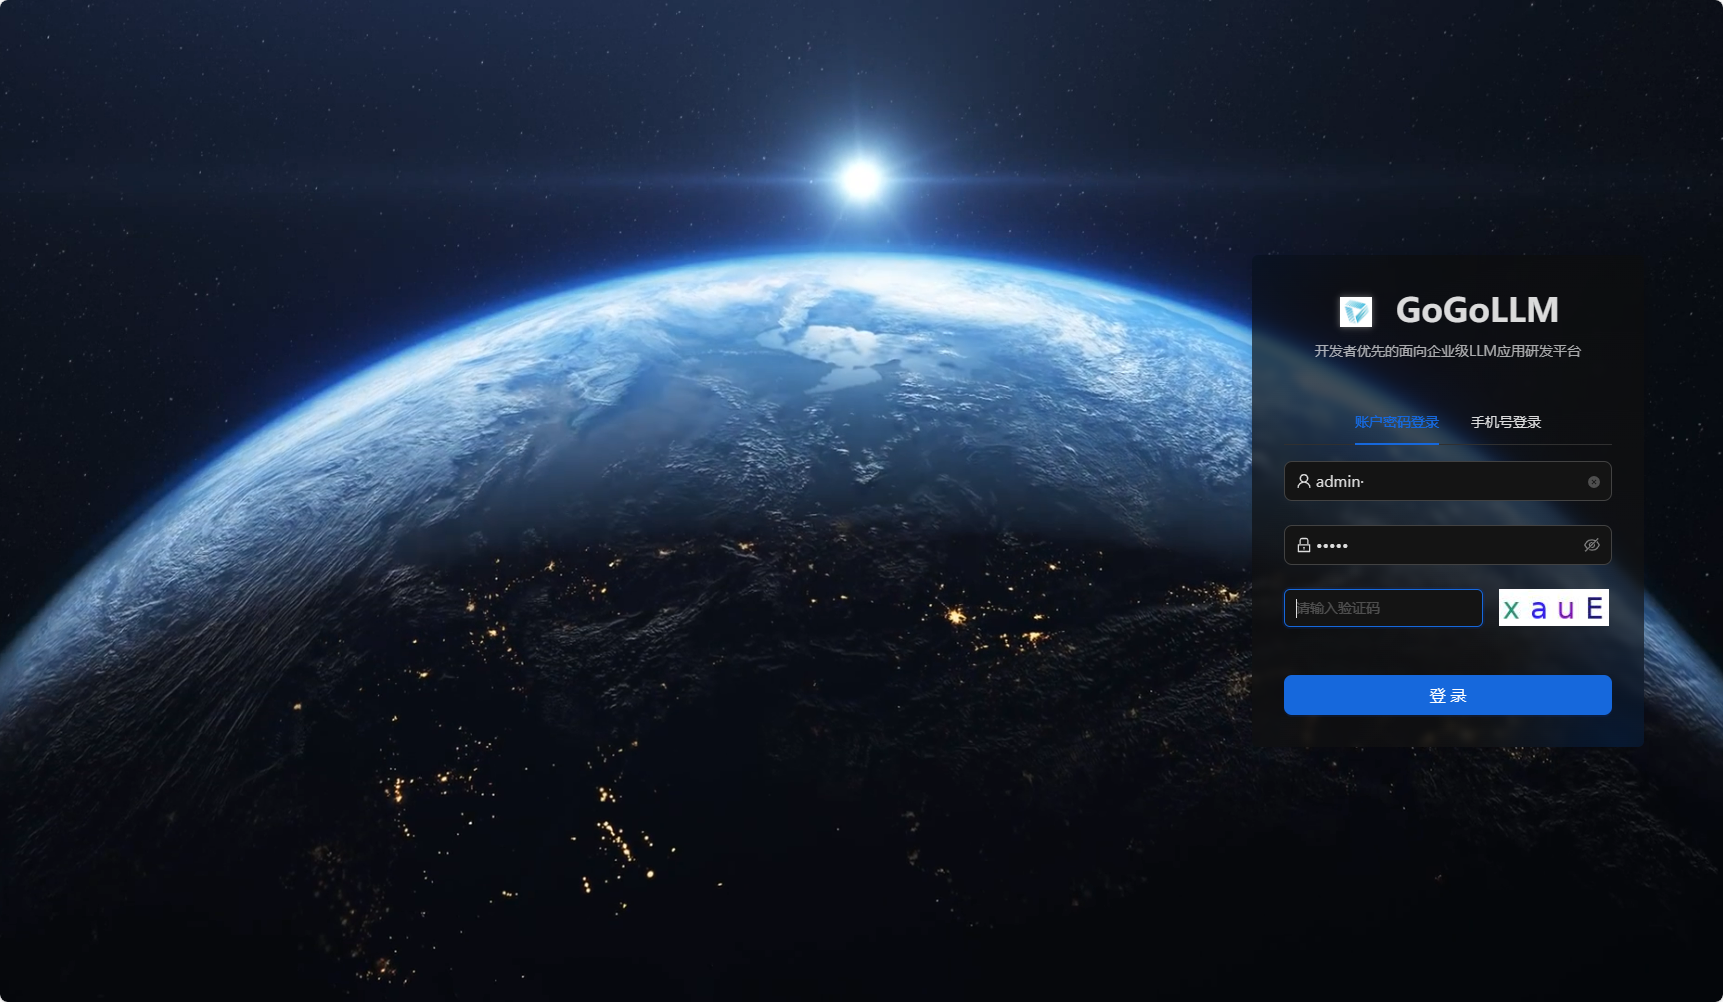 GoGoLLM
开发者优先的面向企业级LLM应用研发平台
账户密码登录 手机号登录
admin·
•••••
请输入验证码 x a u E
登 录